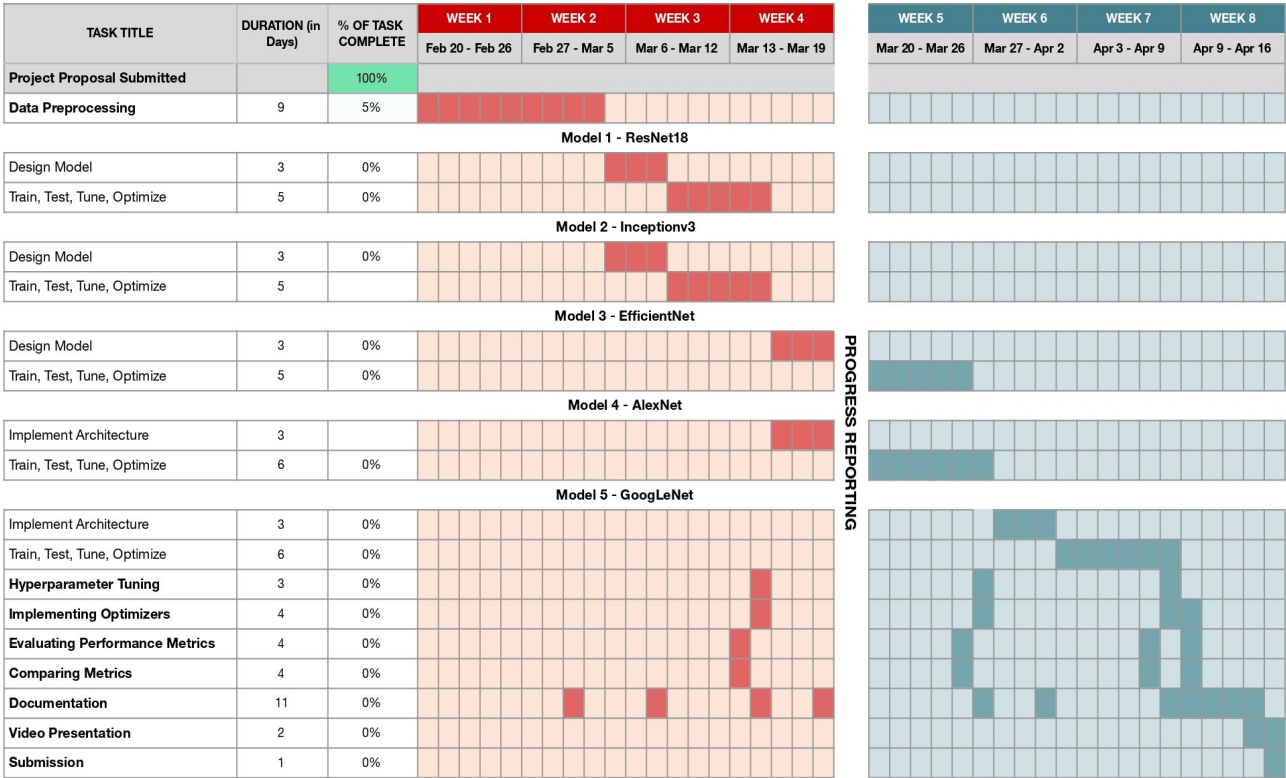 TASK TITLE DURATION (in Days) % OF TASK COMPLETE WEEK 1 WEEK 2 WEEK 3 WEEK 4 WEEK 5 WEEK 6 WEEK 7 WEEK 8
Feb 20 - Feb 26 Feb 27 - Mar 5 Mar 6 - Mar 12 Mar 13 - Mar 19 Mar 20 - Mar 26 Mar 27 - Apr 2 Apr 3 - Apr 9 Apr 9 - Apr 16
Project Proposal Submitted 100%
Data Preprocessing 9 5%
Model 1 - ResNet18
Design Model 3 0%
Train, Test, Tune, Optimize 5 0%
Model 2 - Inceptionv3
Design Model 3 0%
Train, Test, Tune, Optimize 5
Model 3 - EfficientNet
Design Model 3 0%
Train, Test, Tune, Optimize 5 0%
Model 4 - AlexNet
Implement Architecture 3
Train, Test, Tune, Optimize 6 0%
Model 5 - GoogLeNet
Implement Architecture 3 0%
Train, Test, Tune, Optimize 6 0%
Hyperparameter Tuning 3 0%
Implementing Optimizers 4 0%
Evaluating Performance Metrics 4 0%
Comparing Metrics 4 0%
Documentation 11 0%
Video Presentation 2 0%
Submission 1 0%
PROGRESS REPORTING